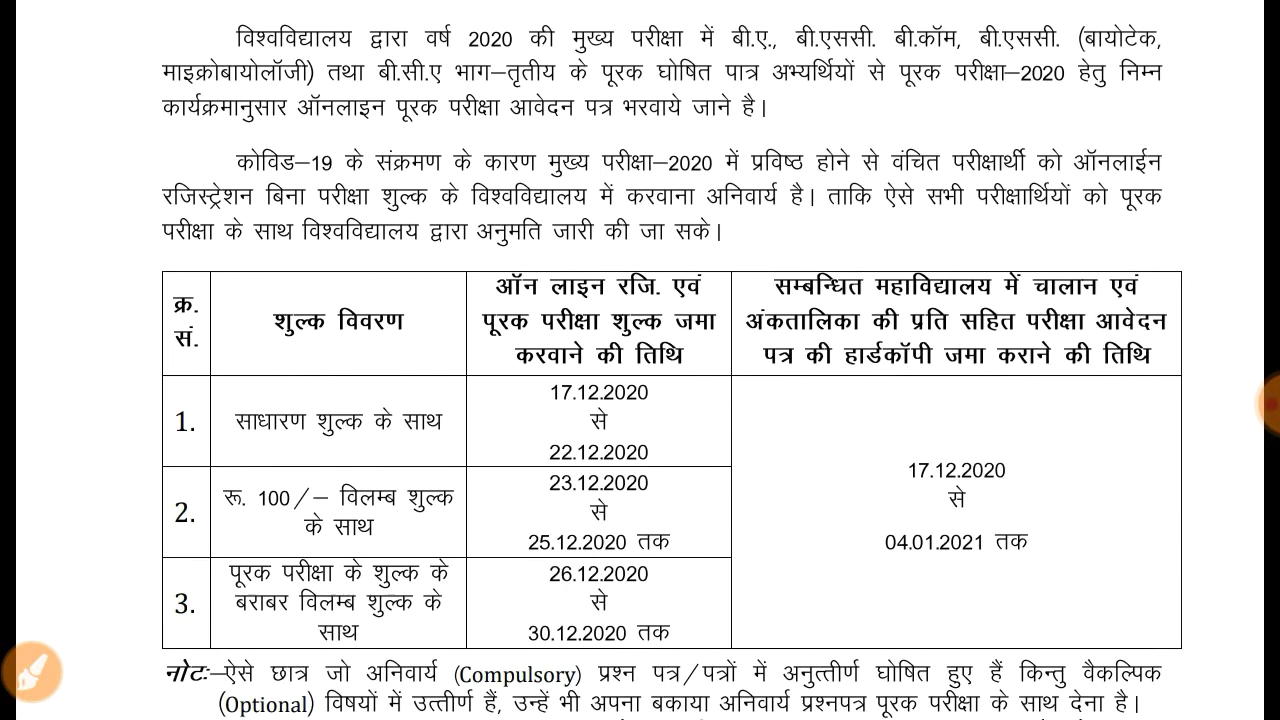 विश्वविद्यालय द्वारा वर्ष 2020 की मुख्य परीक्षा में बी.ए., बी.एससी. बी.कॉम, बी.एससी. (बायोटेक,
माइक्रोबायोलॉजी) तथा बी.सी.ए भाग–तृतीय के पूरक घोषित पात्र अभ्यर्थियों से पूरक परीक्षा–2020 हेतु निम्न
कार्यक्रमानुसार ऑनलाइन पूरक परीक्षा आवेदन पत्र भरवाये जाने है।
कोविड–19 के संक्रमण के कारण मुख्य परीक्षा–2020 में प्रविष्ठ होने से वंचित परीक्षार्थी को ऑनलाईन
रजिस्ट्रेशन बिना परीक्षा शुल्क के विश्वविद्यालय में करवाना अनिवार्य है। ताकि ऐसे सभी परीक्षार्थियों को पूरक
परीक्षा के साथ विश्वविद्यालय द्वारा अनुमति जारी की जा सके।
क्र.
सं.
शुल्क विवरण
ऑन लाइन रजि. एवं
पूरक परीक्षा शुल्क जमा
करवाने की तिथि
सम्बन्धित महाविद्यालय में चालान एवं
अंकतालिका की प्रति सहित परीक्षा आवेदन
पत्र की हार्डकॉपी जमा कराने की तिथि
1.
साधारण शुल्क के साथ
17.12.2020
से
22.12.2020
2.
रू. 100/– विलम्ब शुल्क
के साथ
23.12.2020
से
25.12.2020 तक
3.
पूरक परीक्षा के शुल्क के
बराबर विलम्ब शुल्क के
साथ
26.12.2020
से
30.12.2020 तक
17.12.2020
से
04.01.2021 तक
नोटः–ऐसे छात्र जो अनिवार्य (Compulsory) प्रश्न पत्र/पत्रों में अनुत्तीर्ण घोषित हुए हैं किन्तु वैकल्पिक
(Optional) विषयों में उत्तीर्ण हैं, उन्हें भी अपना बकाया अनिवार्य प्रश्नपत्र पूरक परीक्षा के साथ देना है।